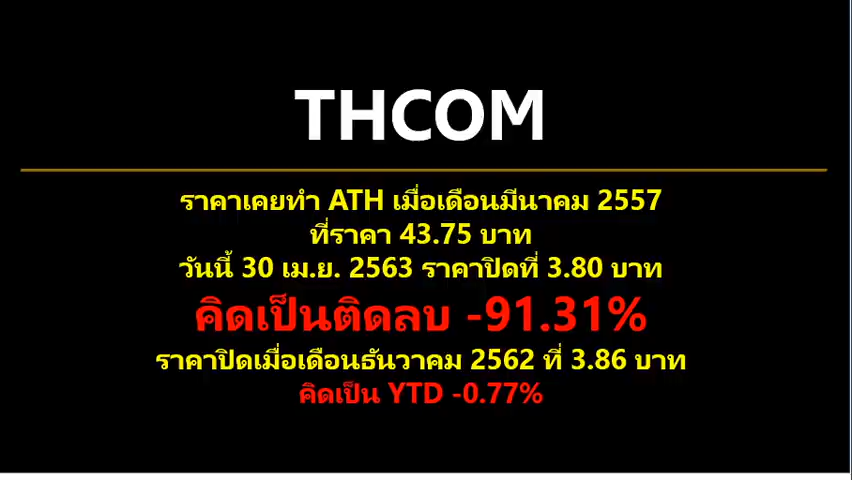 THCOM
ราคาเคยทำ ATH เมื่อเดือนมีนาคม 2557
ที่ราคา 43.75 บาท
วันนี้ 30 เม.ย. 2563 ราคาปิดที่ 3.80 บาท
คิดเป็นติดลบ -91.31%
ราคาปิดเมื่อเดือนธันวาคม 2562 ที่ 3.86 บาท
คิดเป็น YTD -0.77%